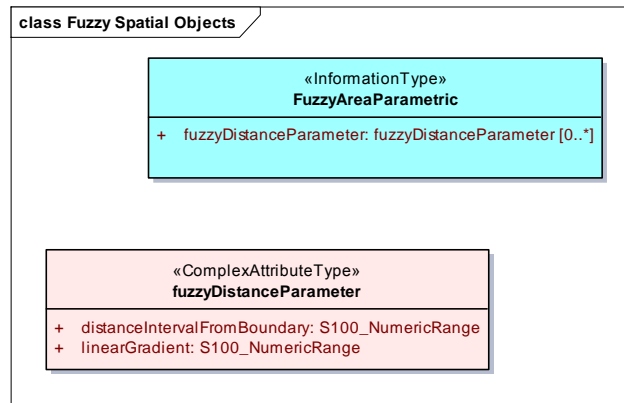 class Fuzzy Spatial Objects
«InformationType»
FuzzyAreaParametric
+ fuzzyDistanceParameter: fuzzyDistanceParameter [0..*]
«ComplexAttributeType»
fuzzyDistanceParameter
+ distanceIntervalFromBoundary: S100_NumericRange
+ linearGradient: S100_NumericRange